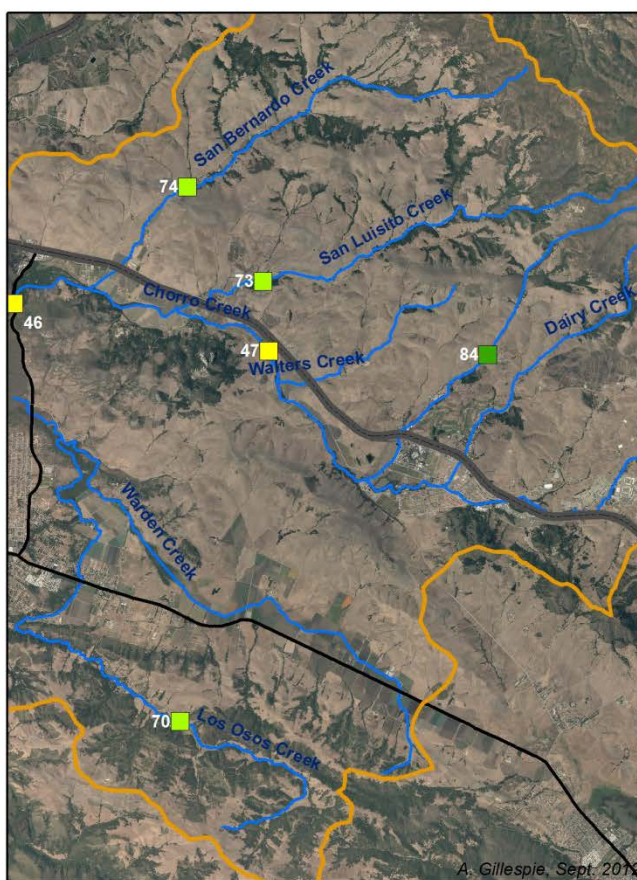 San Bernardo Creek
74
San Luisito Creek
73
Chorro Creek
46
47
Walters Creek
84
Dairy Creek
Warden Creek
70
Los Osos Creek
A. Gillespie, Sept. 2012